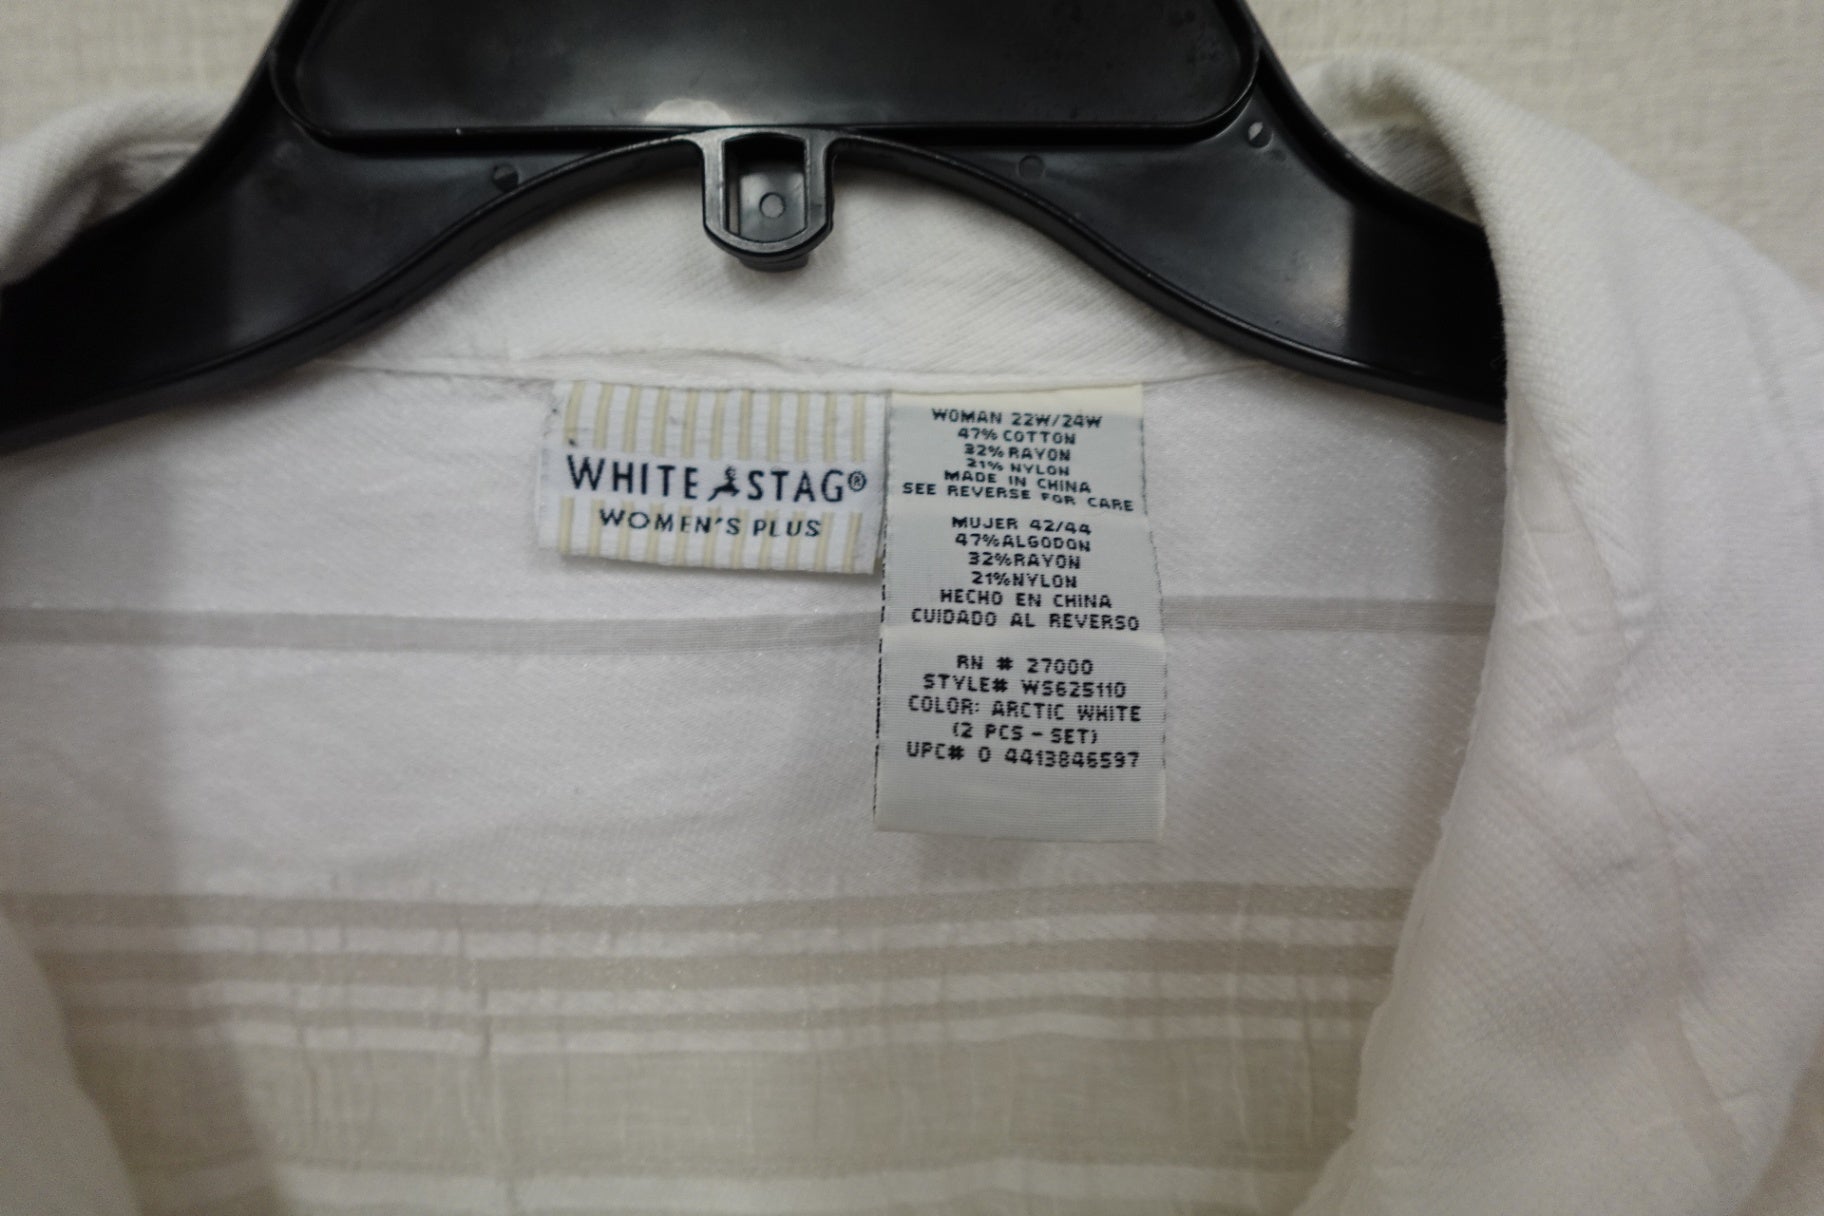 WHITE STAG®
WOMEN'S PLUS
WOMAN 22W/24W
47% COTTON
32% RAYON
21% NYLON
MADE IN CHINA
SEE REVERSE FOR CARE
MUJER 42/44
47%ALGODON
32%RAYON
21%NYLON
HECHO EN CHINA
CUIDADO AL REVERSO
RN # 27000
STYLE# WS625110
COLOR: ARCTIC WHITE
(2 PCS - SET)
UPC# 0 4413846597